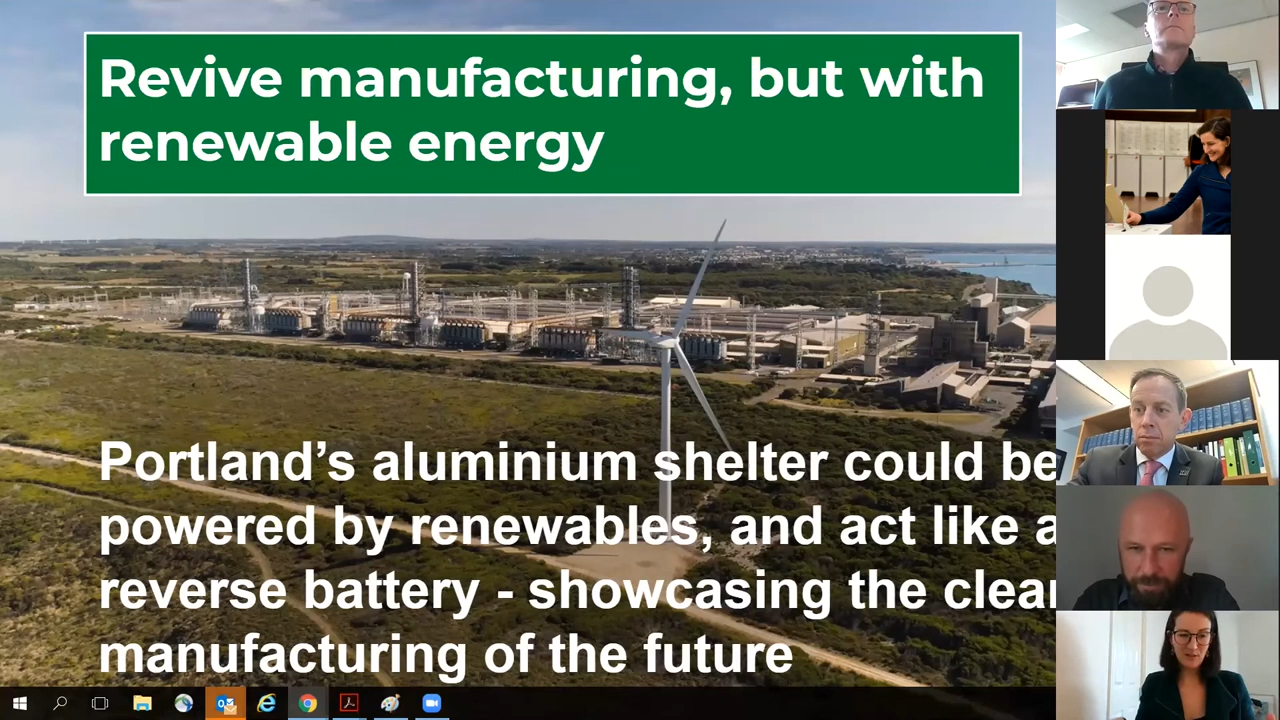 Revive manufacturing, but with
renewable energy
Portland's aluminium shelter could be
powered by renewables, and act like a
reverse battery - showcasing the clean
manufacturing of the future